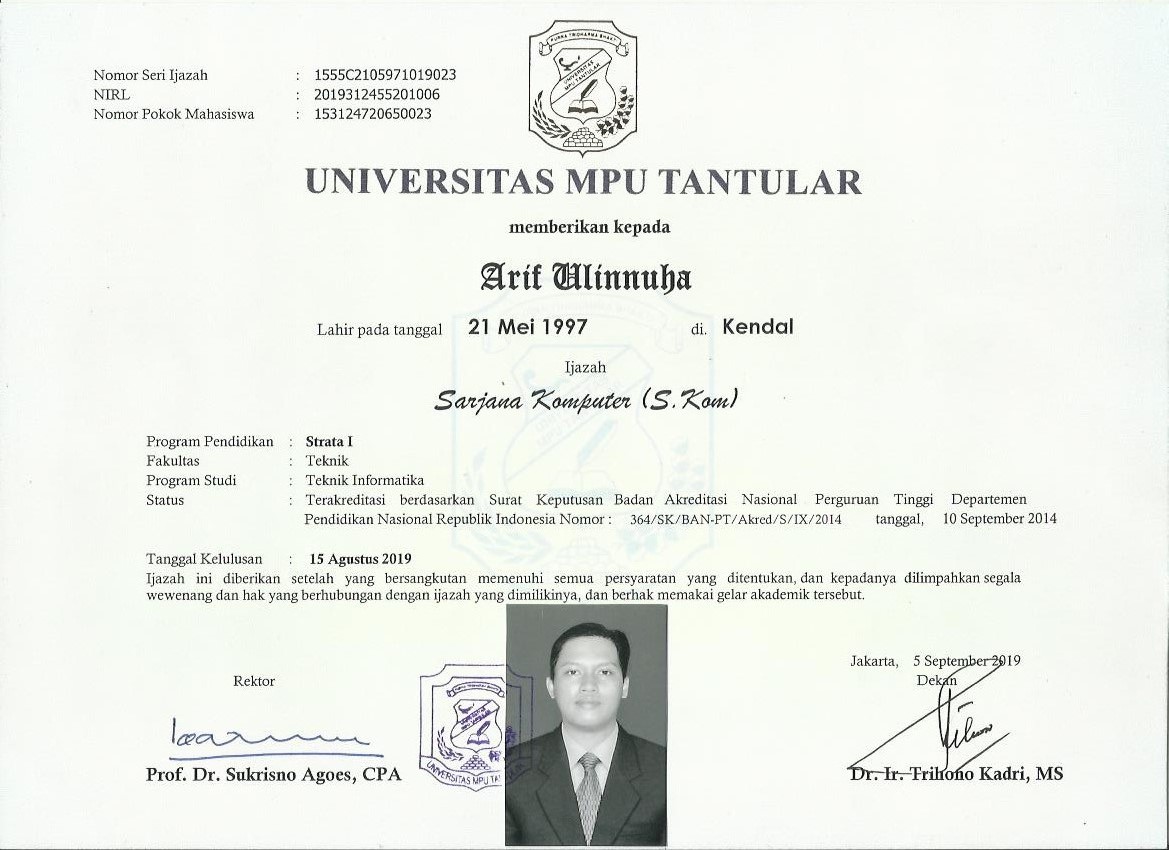 PURNA TRIDHARMA BHAKTI
UNIVERSITAS
MPU TANTULAR
Nomor Seri Ijazah : 1555C2105971019023
NIRL : 2019312455201006
Nomor Pokok Mahasiswa : 153124720650023
UNIVERSITAS MPU TANTULAR
memberikan kepada
Arif Ulinnuha
Lahir pada tanggal 21 Mei 1997 di. Kendal
Ijazah
Sarjana Komputer (S.Kom)
Program Pendidikan : Strata I
Fakultas : Teknik
Program Studi : Teknik Informatika
Status : Terakreditasi berdasarkan Surat Keputusan Badan Akreditasi Nasional Perguruan Tinggi Departemen
Pendidikan Nasional Republik Indonesia Nomor : 364/SK/BAN-PT/Akred/S/IX/2014 tanggal, 10 September 2014
Tanggal Kelulusan : 15 Agustus 2019
Ijazah ini diberikan setelah yang bersangkutan memenuhi semua persyaratan yang ditentukan, dan kepadanya dilimpahkan segala
wewenang dan hak yang berhubungan dengan ijazah yang dimilikinya, dan berhak memakai gelar akademik tersebut.
Jakarta, 5 September 2019
Rektor
Dekan
UNIVERSITAS
MPU TANTULAR
UNIVERSITAS MPU TAN
Prof. Dr. Sukrisno Agoes, CPA
Dr. Ir. Trihono Kadri, MS